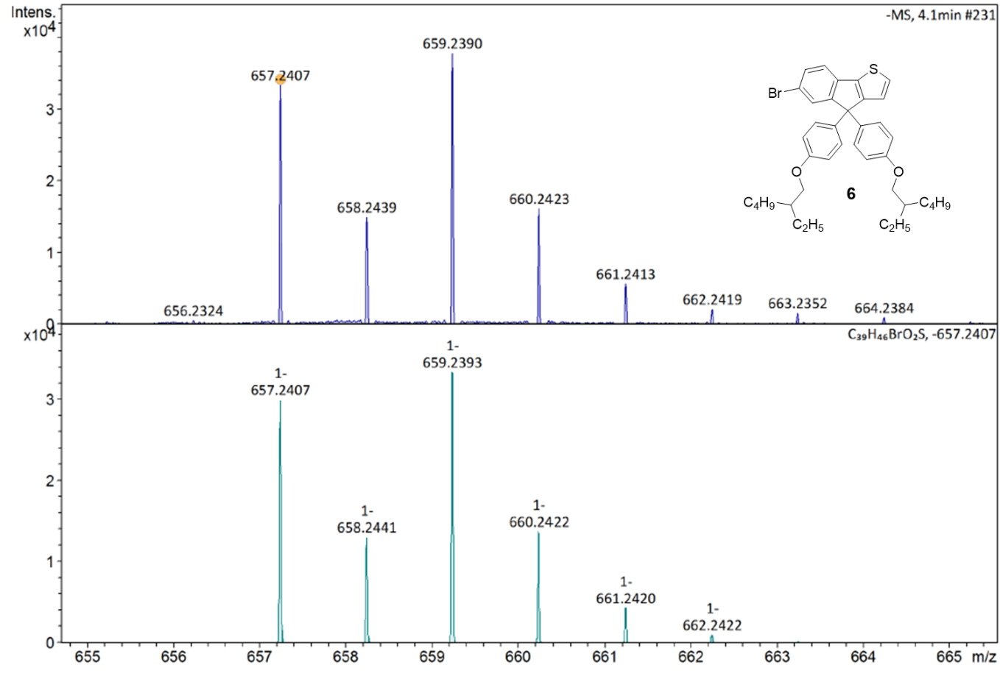 Intens.
x10⁴
-MS, 4.1min #231
659.2390
657.2407
3
658.2439
660.2423
2
661.2413
1
656.2324
662.2419
663.2352
664.2384
0
S
Br
O
O
6
C₄H₉
C₄H₉
C₂H₅
C₂H₅
x10⁴
C₃₉H₄₆BrO₂S, -657.2407
1-
659.2393
1-
657.2407
3
2
1-
658.2441
1-
660.2422
1
1-
661.2420
1-
662.2422
0
655
656
657
658
659
660
661
662
663
664
665
m/z